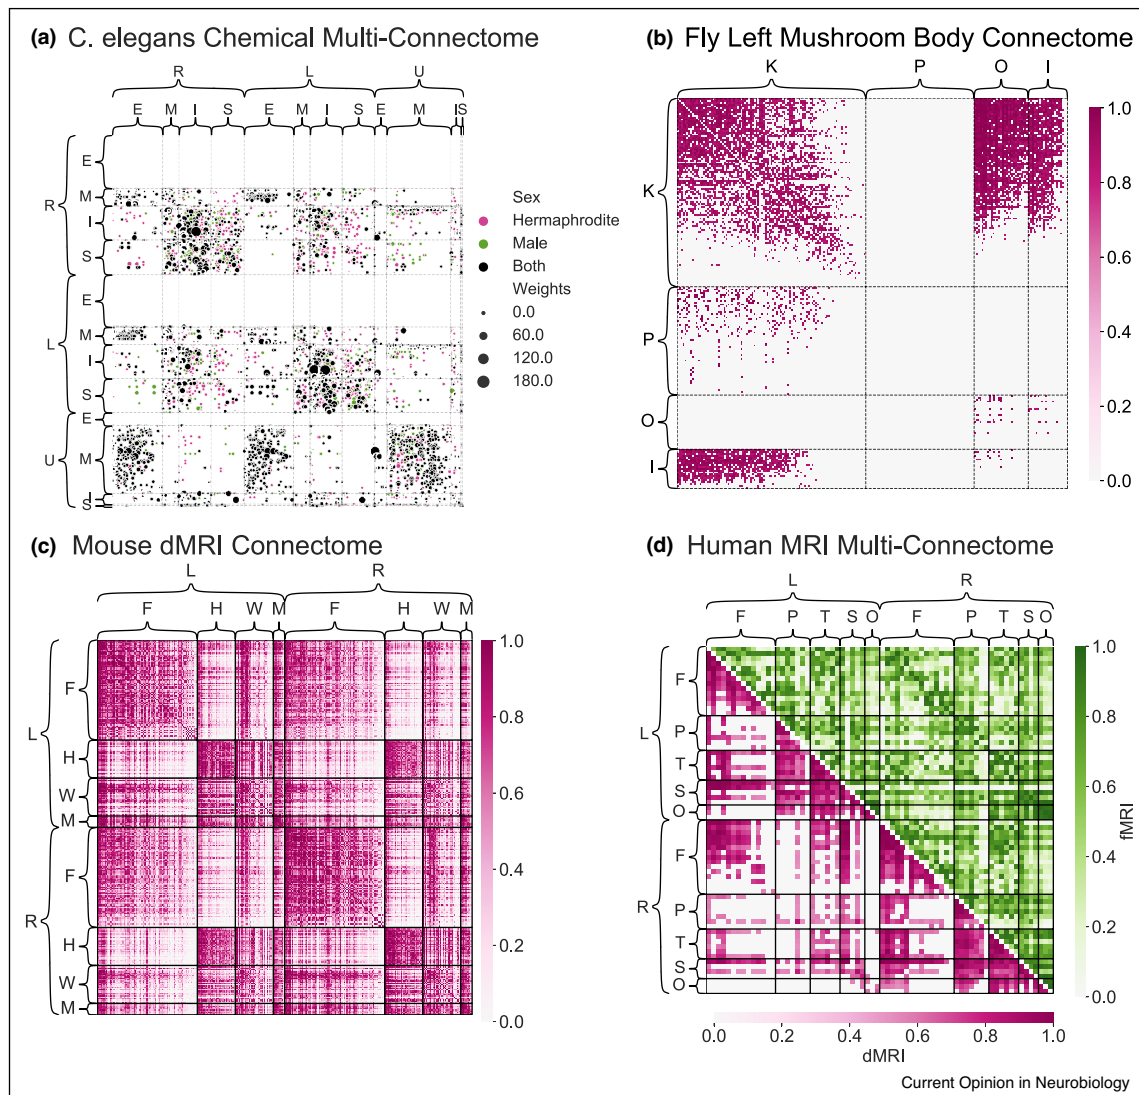 (a) C. elegans Chemical Multi-Connectome
R L U
E M I S E M I S E M I S
R
E
M
I
S
L
E
M
I
S
U
E
M
I
S
Sex
Hermaphrodite
Male
Both
Weights
0.0
60.0
120.0
180.0
(b) Fly Left Mushroom Body Connectome
K P O I
K
P
O
I
1.0
0.8
0.6
0.4
0.2
0.0
(c) Mouse dMRI Connectome
L R
F H W M F H W M
L
F
H
W
M
R
F
H
W
M
1.0
0.8
0.6
0.4
0.2
0.0
(d) Human MRI Multi-Connectome
L R
F P T S O F P T S O
L
F
P
T
S
O
R
F
P
T
S
O
1.0
0.8
0.6
0.4
0.2
0.0
fMRI
0.0 0.2 0.4 0.6 0.8 1.0
dMRI
Current Opinion in Neurobiology